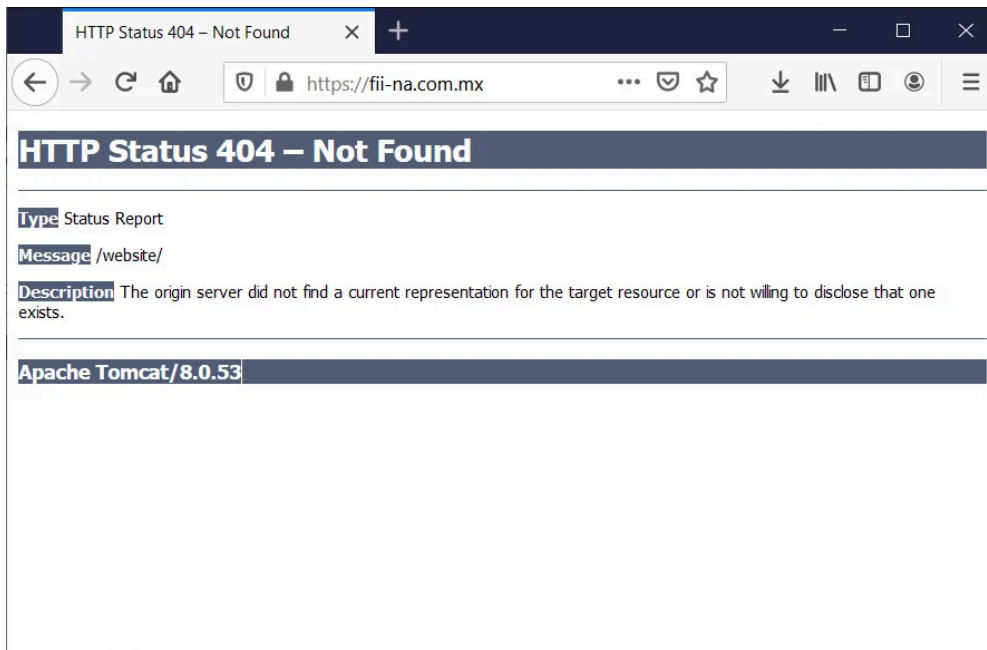 HTTP Status 404 – Not Found
https://fii-na.com.mx
HTTP Status 404 – Not Found
Type Status Report
Message /website/
Description The origin server did not find a current representation for the target resource or is not willing to disclose that one
exists.
Apache Tomcat/8.0.53